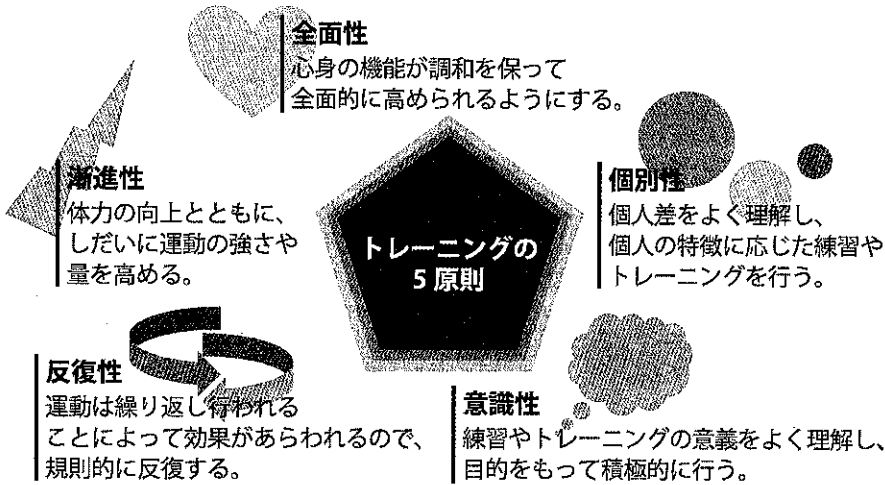 全面性
心身の機能が調和を保って
全面的に高められるようにする。
漸進性
体力の向上とともに、
しだいに運動の強さや
量を高める。
個別性
個人差をよく理解し、
個人の特徴に応じた練習や
トレーニングを行う。
トレーニングの
5原則
反復性
運動は繰り返し行われる
ことによって効果があらわれるので、
規則的に反復する。
意識性
練習やトレーニングの意義をよく理解し、
目的をもって積極的に行う。